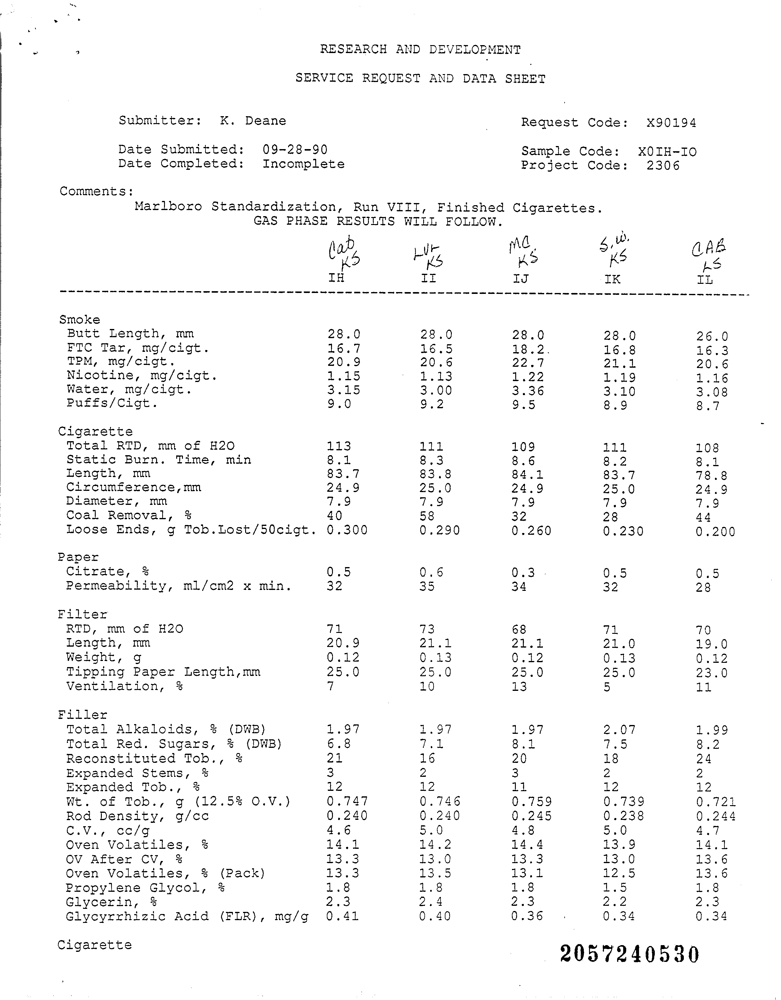 RESEARCH AND DEVELOPMENT
SERVICE REQUEST AND DATA SHEET
Submitter: K. Deane Request Code: X90194
Date Submitted: 09-28-90 Sample Code: X0IH-IO
Date Completed: Incomplete Project Code: 2306
Comments:
Marlboro Standardization, Run VIII, Finished Cigarettes.
GAS PHASE RESULTS WILL FOLLOW.
Cab LVL MC. S.W. CAB
KS KS KS KS LS
IH II IJ IK IL
Smoke
Butt Length, mm 28.0 28.0 28.0 28.0 26.0
FTC Tar, mg/cigt. 16.7 16.5 18.2 16.8 16.3
TPM, mg/cigt. 20.9 20.6 22.7 21.1 20.6
Nicotine, mg/cigt. 1.15 1.13 1.22 1.19 1.16
Water, mg/cigt. 3.15 3.00 3.36 3.10 3.08
Puffs/Cigt. 9.0 9.2 9.5 8.9 8.7
Cigarette
Total RTD, mm of H2O 113 111 109 111 108
Static Burn. Time, min 8.1 8.3 8.6 8.2 8.1
Length, mm 83.7 83.8 84.1 83.7 78.8
Circumference,mm 24.9 25.0 24.9 25.0 24.9
Diameter, mm 7.9 7.9 7.9 7.9 7.9
Coal Removal, % 40 58 32 28 44
Loose Ends, g Tob.Lost/50cigt. 0.300 0.290 0.260 0.230 0.200
Paper
Citrate, % 0.5 0.6 0.3 0.5 0.5
Permeability, ml/cm2 x min. 32 35 34 32 28
Filter
RTD, mm of H2O 71 73 68 71 70
Length, mm 20.9 21.1 21.1 21.0 19.0
Weight, g 0.12 0.13 0.12 0.13 0.12
Tipping Paper Length,mm 25.0 25.0 25.0 25.0 23.0
Ventilation, % 7 10 13 5 11
Filler
Total Alkaloids, % (DWB) 1.97 1.97 1.97 2.07 1.99
Total Red. Sugars, % (DWB) 6.8 7.1 8.1 7.5 8.2
Reconstituted Tob., % 21 16 20 18 24
Expanded Stems, % 3 2 3 2 2
Expanded Tob., % 12 12 11 12 12
Wt. of Tob., g (12.5% O.V.) 0.747 0.746 0.759 0.739 0.721
Rod Density, g/cc 0.240 0.240 0.245 0.238 0.244
C.V., cc/g 4.6 5.0 4.8 5.0 4.7
Oven Volatiles, % 14.1 14.2 14.4 13.9 14.1
OV After CV, % 13.3 13.0 13.3 13.0 13.6
Oven Volatiles, % (Pack) 13.3 13.5 13.1 12.5 13.6
Propylene Glycol, % 1.8 1.8 1.8 1.5 1.8
Glycerin, % 2.3 2.4 2.3 2.2 2.3
Glycyrrhizic Acid (FLR), mg/g 0.41 0.40 0.36 0.34 0.34
Cigarette
2057240530